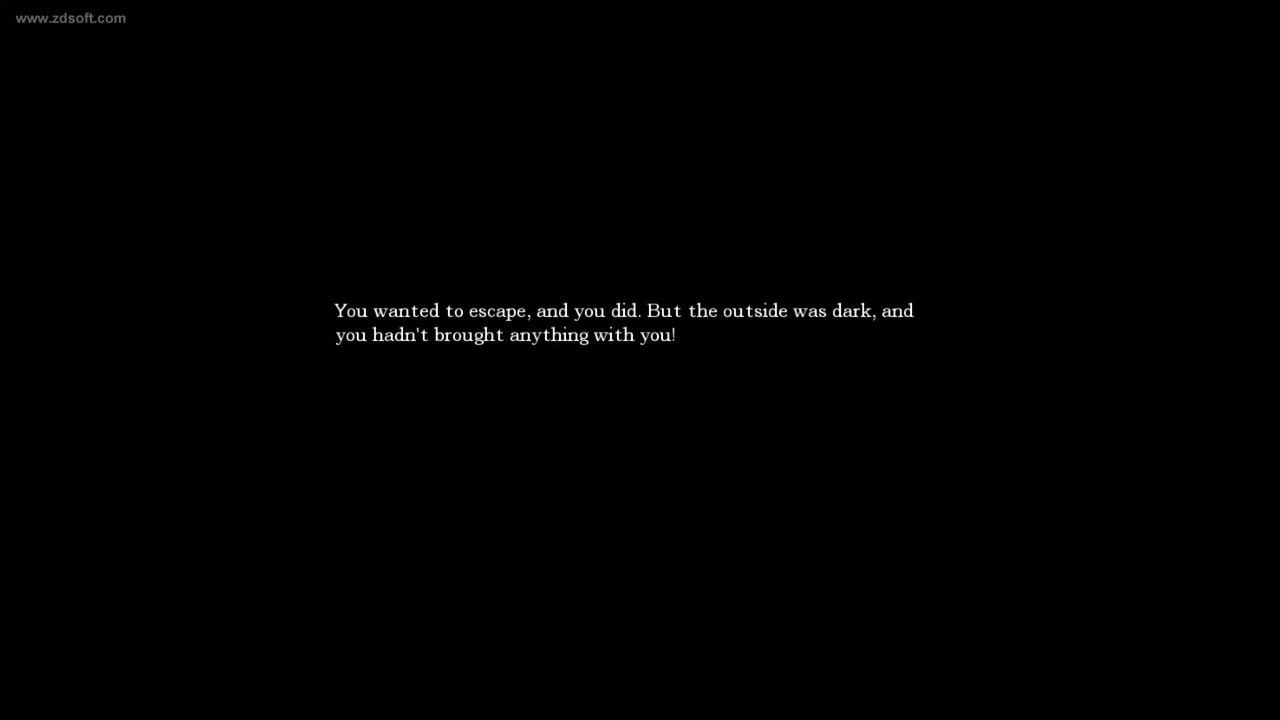 www.zdsoft.com
You wanted to escape, and you did. But the outside was dark, and
you hadn't brought anything with you!